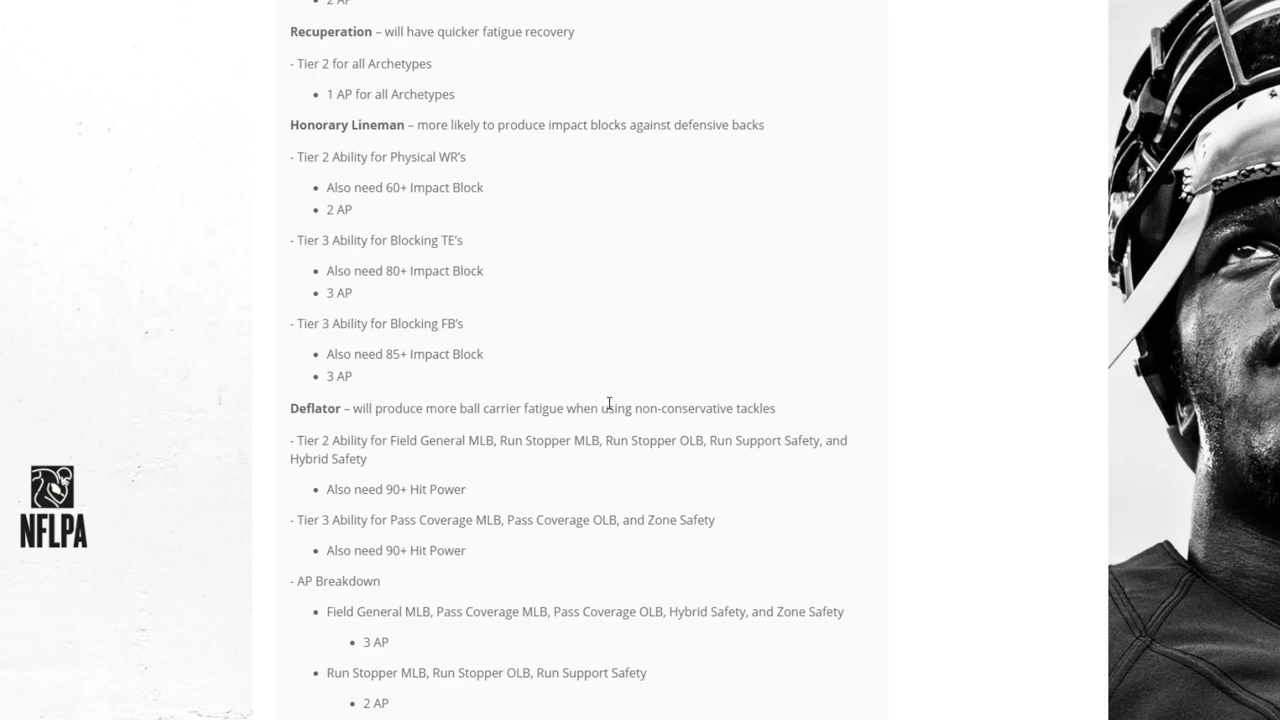 2 AP
Recuperation – will have quicker fatigue recovery
- Tier 2 for all Archetypes
• 1 AP for all Archetypes
Honorary Lineman – more likely to produce impact blocks against defensive backs
- Tier 2 Ability for Physical WR’s
• Also need 60+ Impact Block
• 2 AP
- Tier 3 Ability for Blocking TE’s
• Also need 80+ Impact Block
• 3 AP
- Tier 3 Ability for Blocking FB’s
• Also need 85+ Impact Block
• 3 AP
Deflator – will produce more ball carrier fatigue when using non-conservative tackles
- Tier 2 Ability for Field General MLB, Run Stopper MLB, Run Stopper OLB, Run Support Safety, and
Hybrid Safety
• Also need 90+ Hit Power
- Tier 3 Ability for Pass Coverage MLB, Pass Coverage OLB, and Zone Safety
• Also need 90+ Hit Power
- AP Breakdown
• Field General MLB, Pass Coverage MLB, Pass Coverage OLB, Hybrid Safety, and Zone Safety
• 3 AP
• Run Stopper MLB, Run Stopper OLB, Run Support Safety
• 2 AP
NFLPA